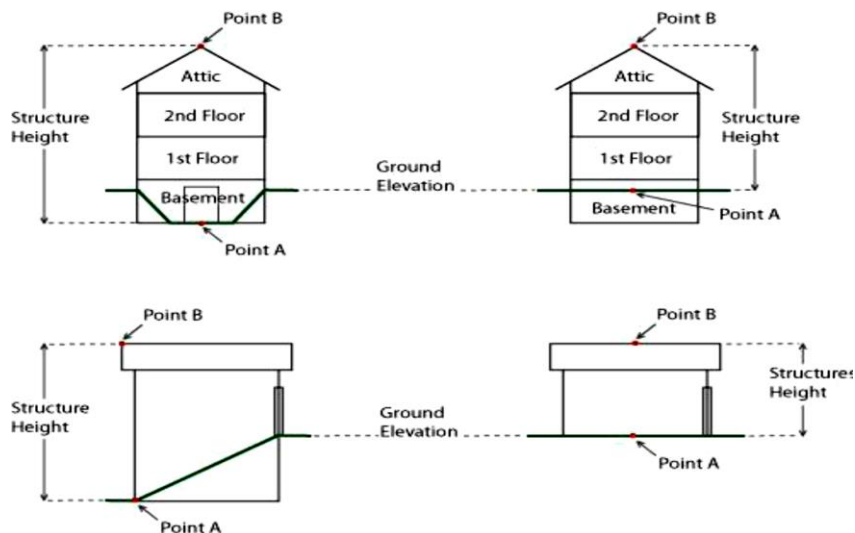 Point B
Attic
2nd Floor
1st Floor
Basement
Structure
Height
Point A
Ground
Elevation
Point B
Attic
2nd Floor
1st Floor
Basement
Structure
Height
Point A
Point B
Structure
Height
Point A
Ground
Elevation
Point B
Structures
Height
Point A